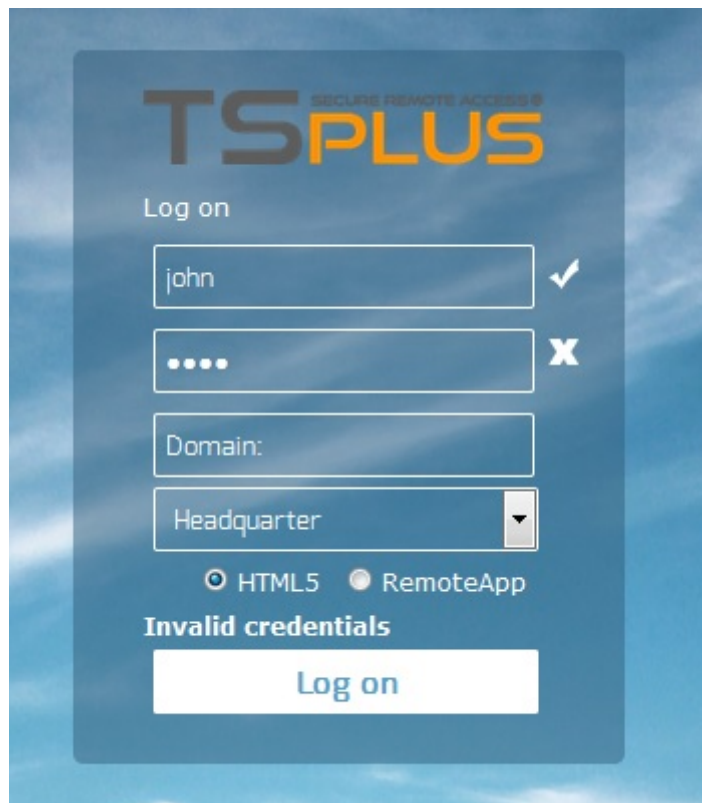 SECURE REMOTE ACCESS®
TSPLUS
Log on
john
••••
Domain:
Headquarter
HTML5 RemoteApp
Invalid credentials
Log on